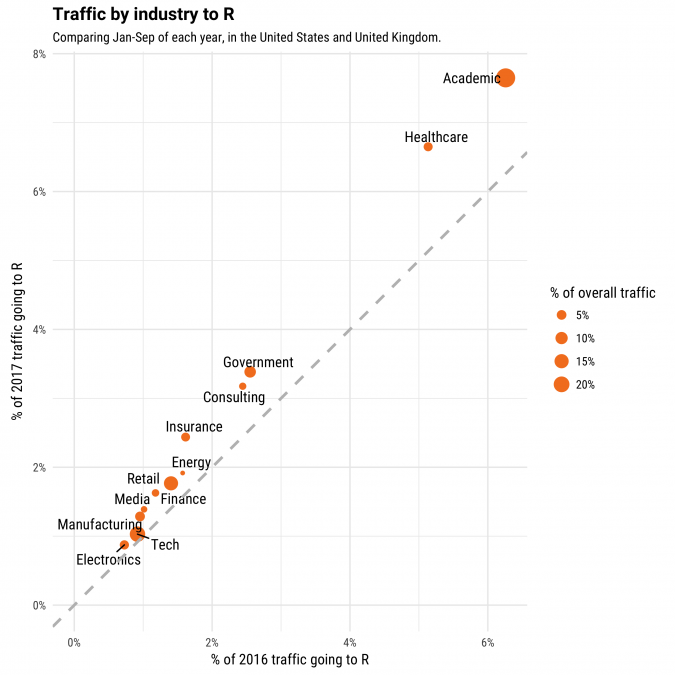 Traffic by industry to R
Comparing Jan-Sep of each year, in the United States and United Kingdom.
8%
Academic
Healthcare
6%
% of overall traffic
5%
10%
15%
20%
4%
Government
Consulting
Insurance
2%
Energy
Retail
Media
Finance
Manufacturing
Tech
Electronics
0%
% of 2017 traffic going to R
0%
2%
4%
6%
% of 2016 traffic going to R